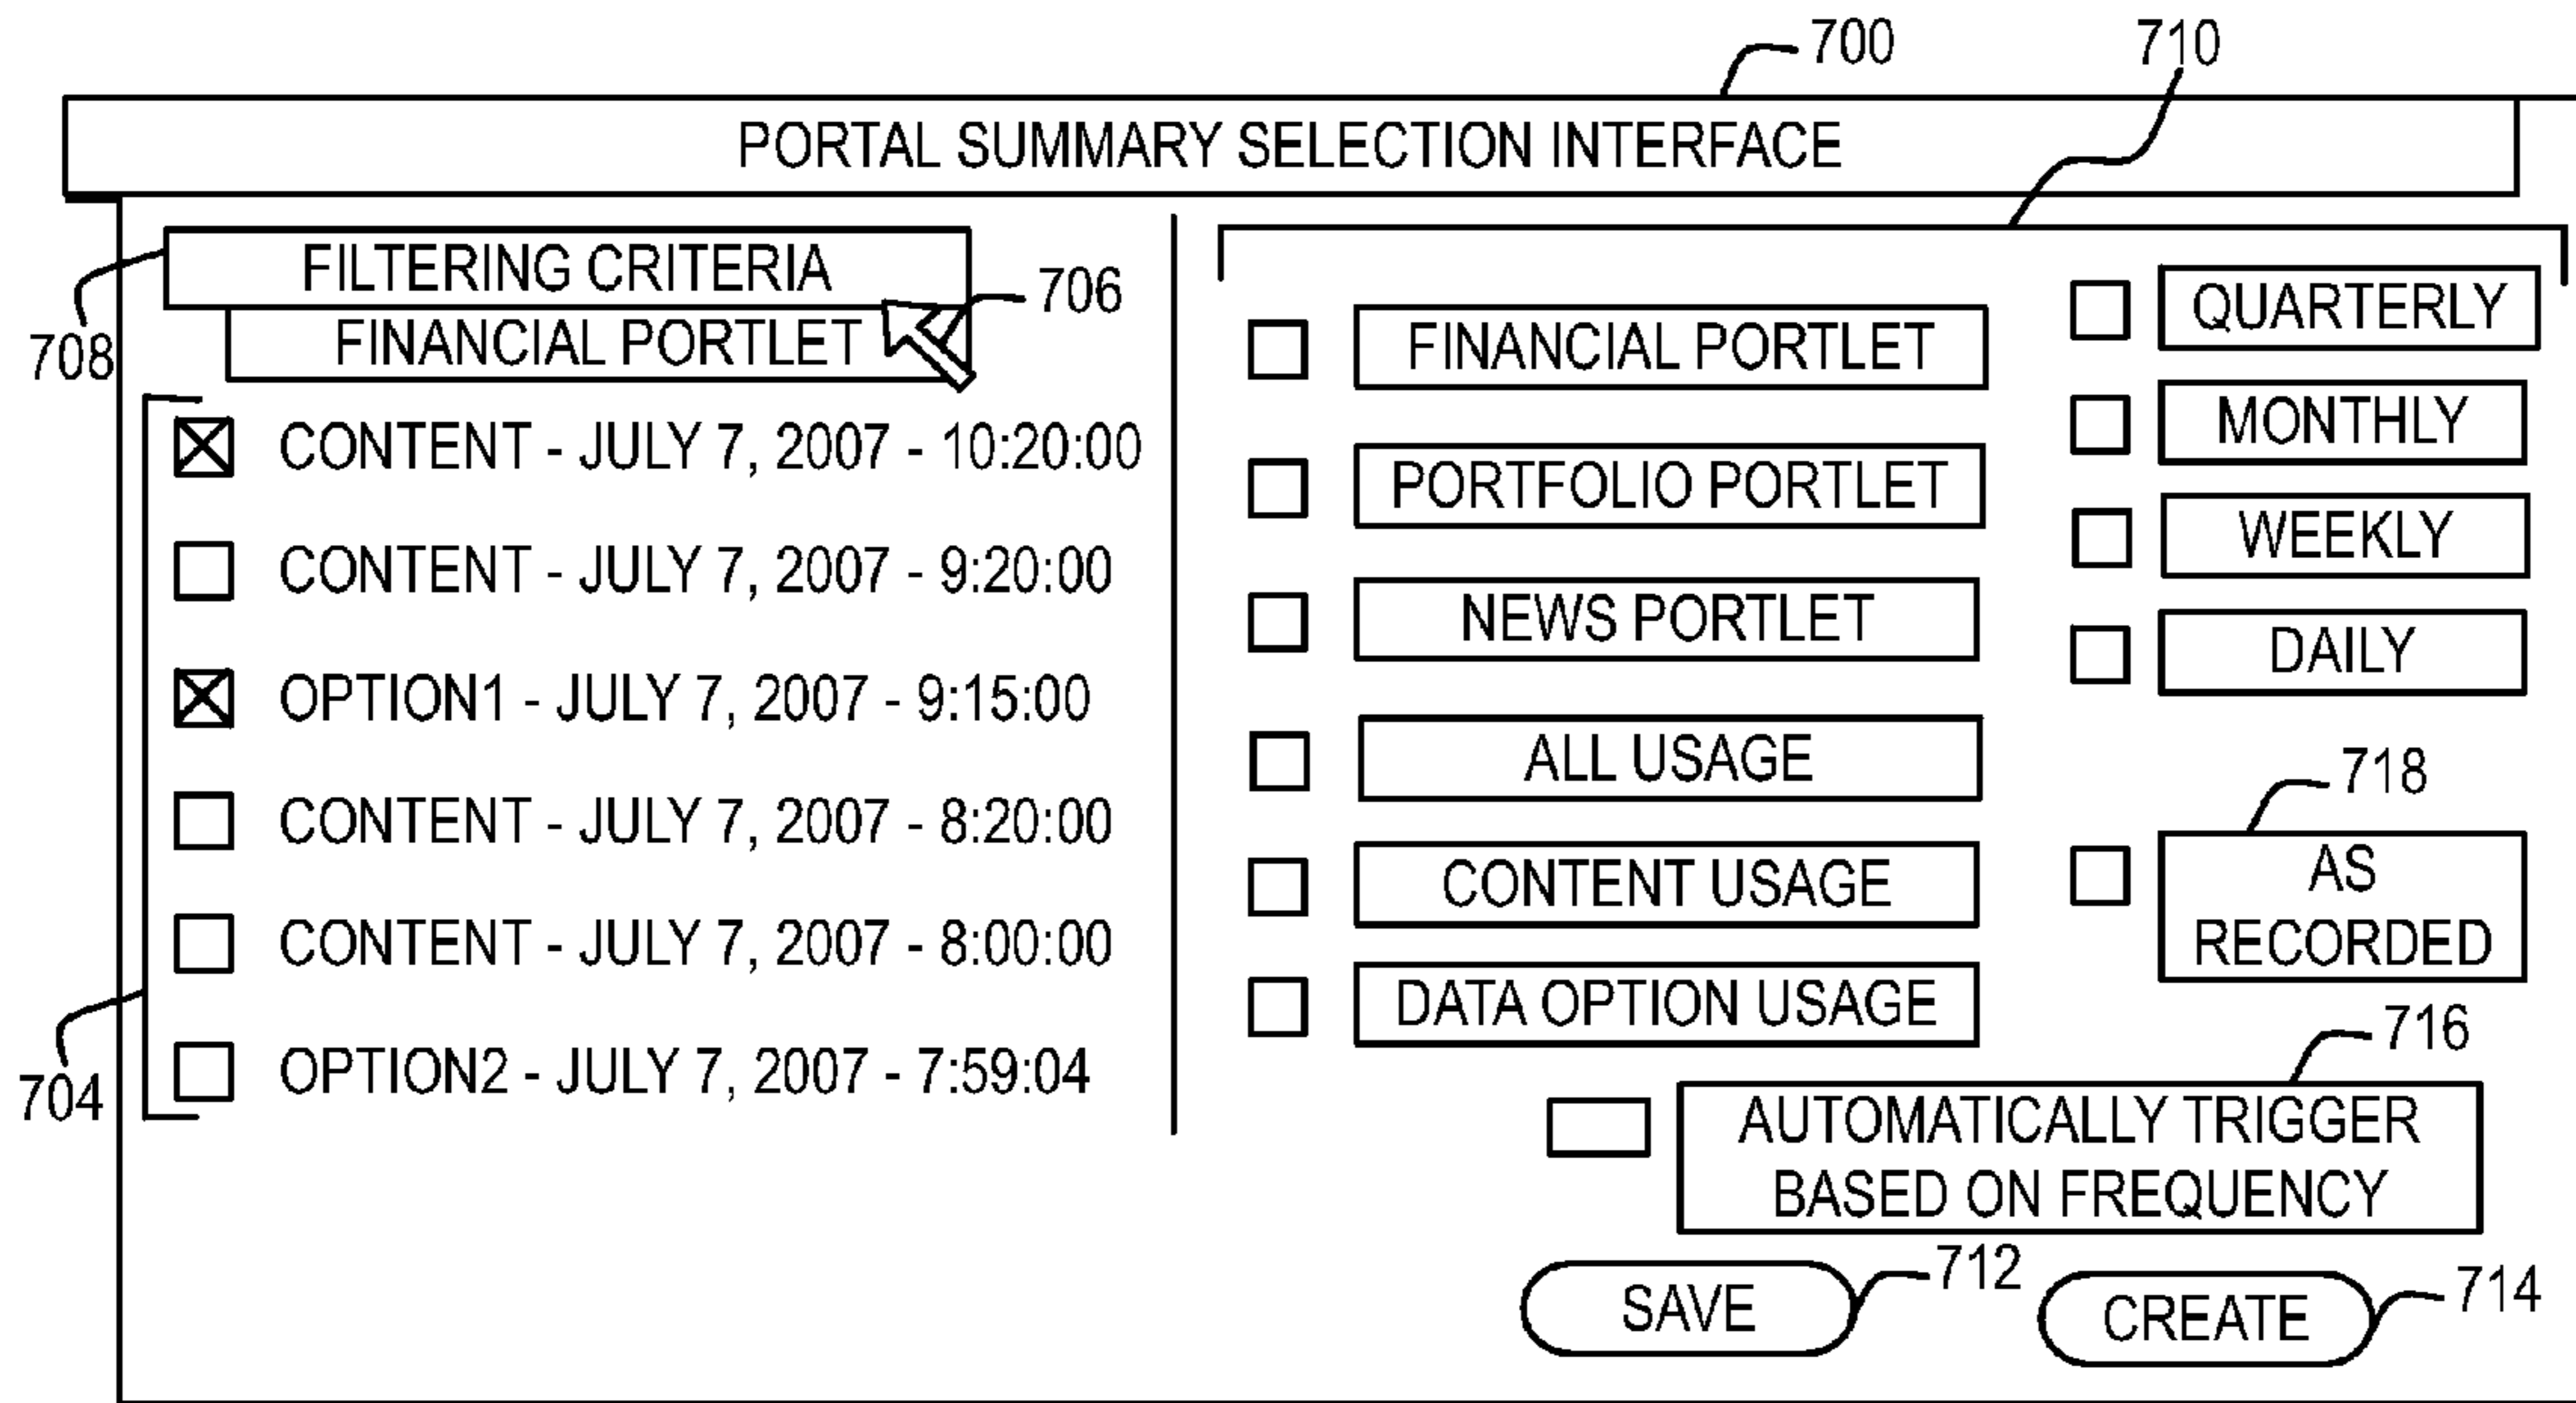 700
710
PORTAL SUMMARY SELECTION INTERFACE
FILTERING CRITERIA
706
FINANCIAL PORTLET
708
CONTENT - JULY 7, 2007 - 10:20:00
CONTENT - JULY 7, 2007 - 9:20:00
OPTION1 - JULY 7, 2007 - 9:15:00
CONTENT - JULY 7, 2007 - 8:20:00
CONTENT - JULY 7, 2007 - 8:00:00
OPTION2 - JULY 7, 2007 - 7:59:04
704
FINANCIAL PORTLET
PORTFOLIO PORTLET
NEWS PORTLET
ALL USAGE
CONTENT USAGE
DATA OPTION USAGE
QUARTERLY
MONTHLY
WEEKLY
DAILY
718
AS
RECORDED
716
AUTOMATICALLY TRIGGER
BASED ON FREQUENCY
SAVE
712
CREATE
714